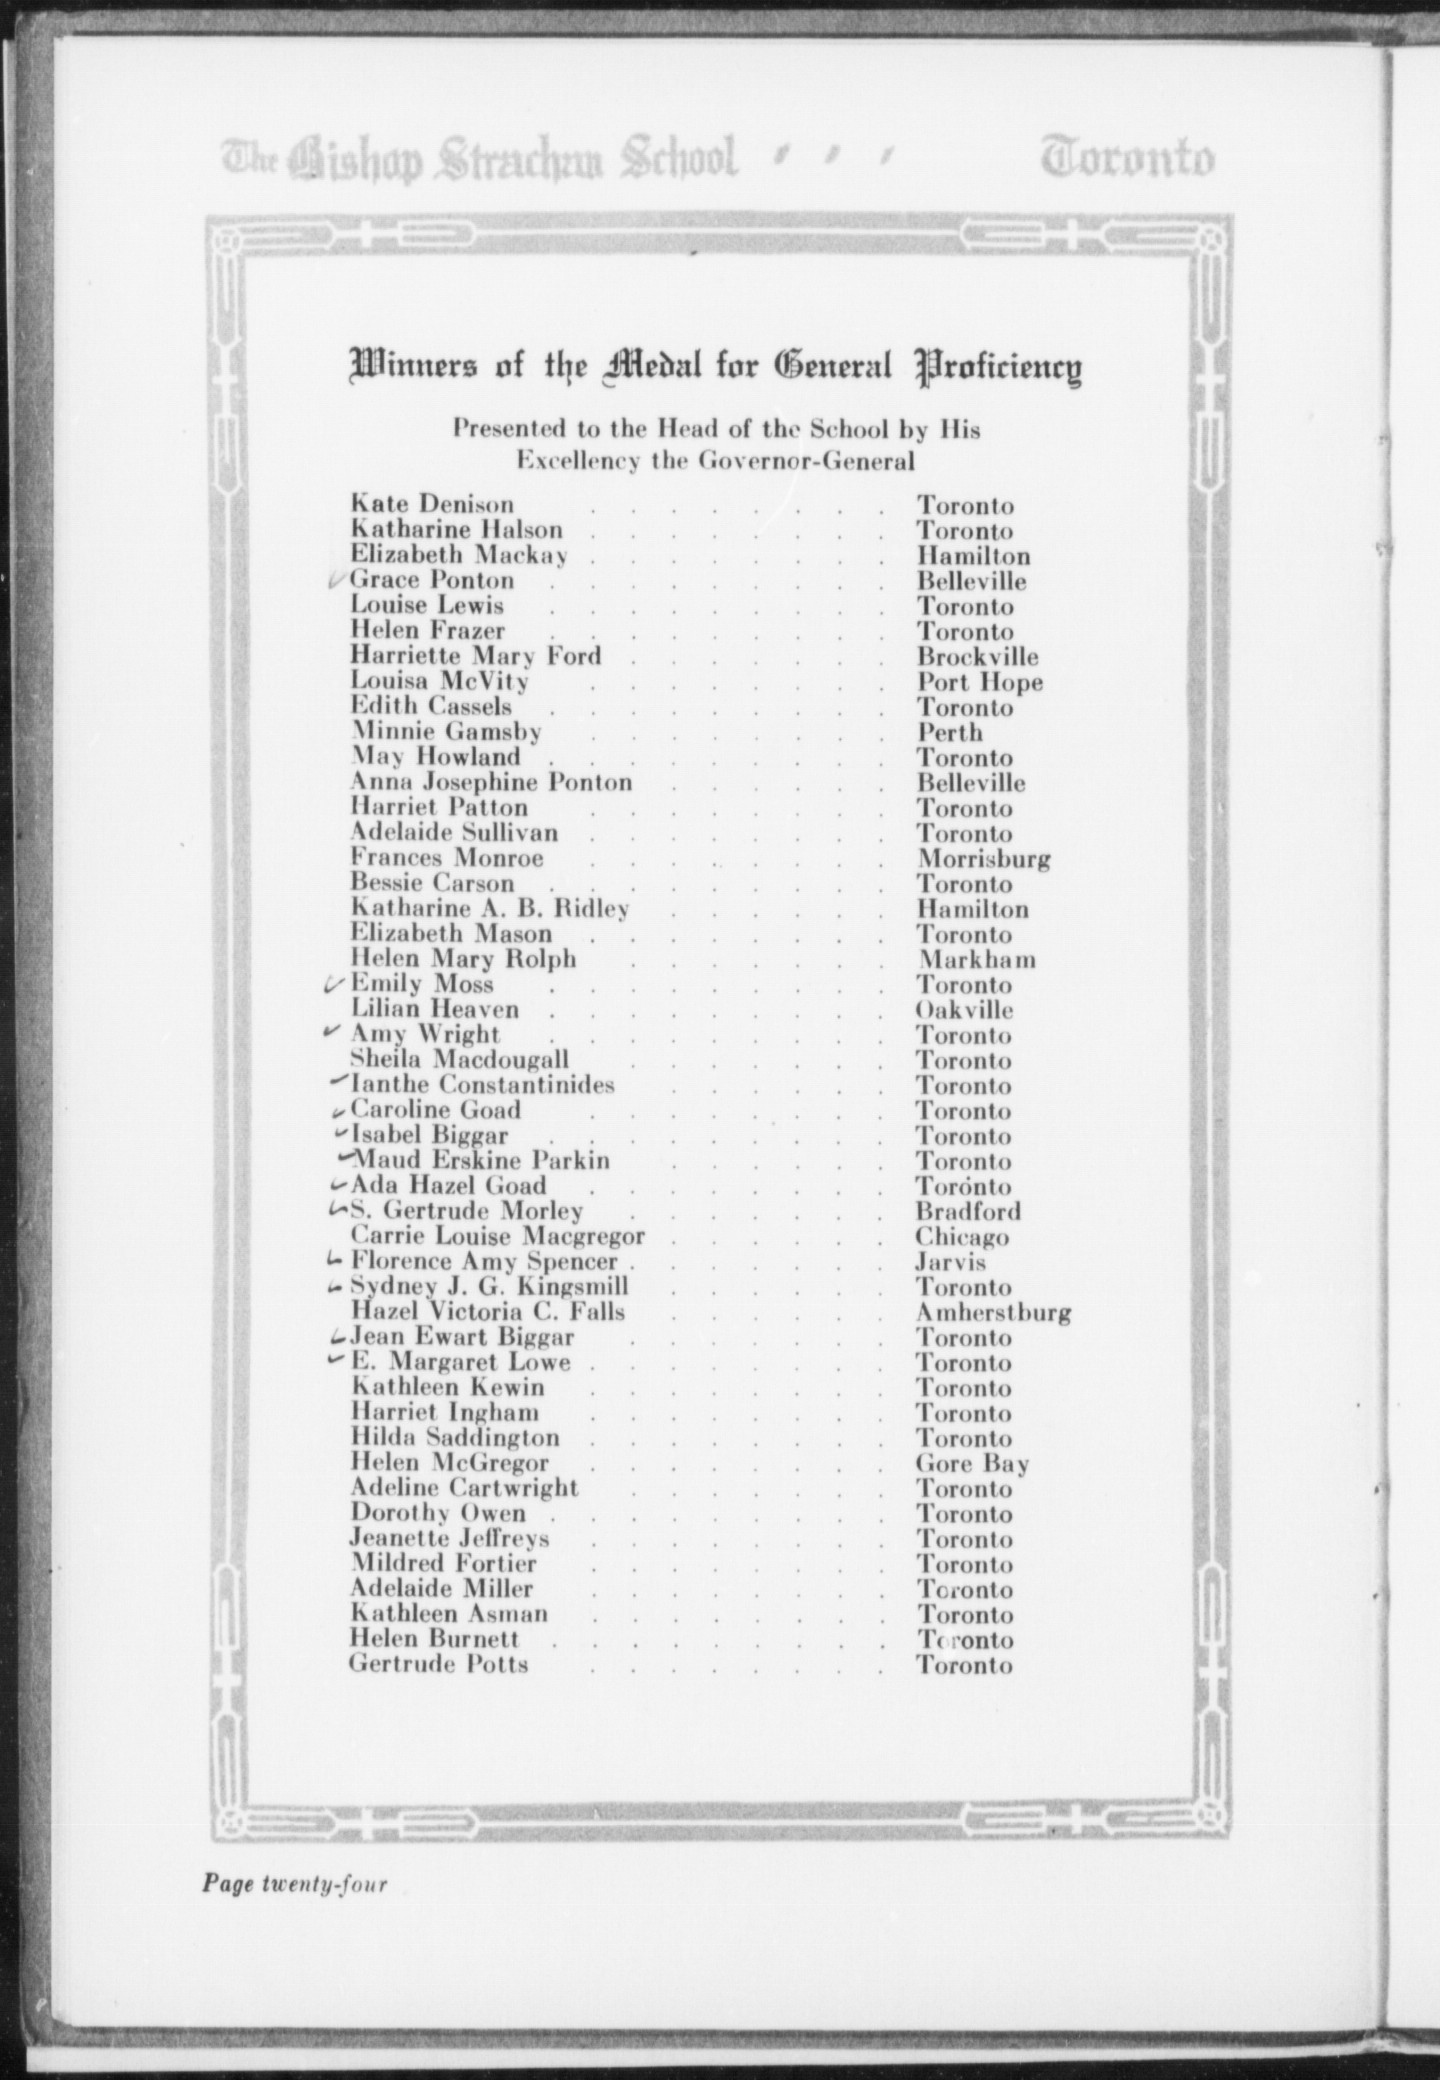 The Bishop Strachan School Toronto
Winners of the Medal for General Proficiency
Presented to the Head of the School by His
Excellency the Governor-General
Kate Denison . . . . . . . . Toronto
Katharine Halson . . . . . . . . Toronto
Elizabeth Mackay . . . . . . . . Hamilton
Grace Ponton . . . . . . . . . Belleville
Louise Lewis . . . . . . . . . Toronto
Helen Frazer . . . . . . . . . Toronto
Harriette Mary Ford . . . . . . . Brockville
Louisa McVity . . . . . . . . Port Hope
Edith Cassels . . . . . . . . . Toronto
Minnie Gamsby . . . . . . . . Perth
May Howland . . . . . . . . . Toronto
Anna Josephine Ponton . . . . . . Belleville
Harriet Patton . . . . . . . . Toronto
Adelaide Sullivan . . . . . . . . Toronto
Frances Monroe . . . . . . . . Morrisburg
Bessie Carson . . . . . . . . . Toronto
Katharine A. B. Ridley . . . . . . Hamilton
Elizabeth Mason . . . . . . . . Toronto
Helen Mary Rolph . . . . . . . Markham
Emily Moss . . . . . . . . . Toronto
Lilian Heaven . . . . . . . . . Oakville
Amy Wright . . . . . . . . . Toronto
Sheila Macdougall . . . . . . . Toronto
Ianthe Constantinides . . . . . . Toronto
Caroline Goad . . . . . . . . Toronto
Isabel Biggar . . . . . . . . . Toronto
Maud Erskine Parkin . . . . . . Toronto
Ada Hazel Goad . . . . . . . . Toronto
S. Gertrude Morley . . . . . . . Bradford
Carrie Louise Macgregor . . . . . . Chicago
Florence Amy Spencer . . . . . . . Jarvis
Sydney J. G. Kingsmill . . . . . . Toronto
Hazel Victoria C. Falls . . . . . . Amherstburg
Jean Ewart Biggar . . . . . . . Toronto
E. Margaret Lowe . . . . . . . . Toronto
Kathleen Kewin . . . . . . . . Toronto
Harriet Ingham . . . . . . . . Toronto
Hilda Saddington . . . . . . . . Toronto
Helen McGregor . . . . . . . . Gore Bay
Adeline Cartwright . . . . . . . Toronto
Dorothy Owen . . . . . . . . . Toronto
Jeanette Jeffreys . . . . . . . . Toronto
Mildred Fortier . . . . . . . . Toronto
Adelaide Miller . . . . . . . . Toronto
Kathleen Asman . . . . . . . . Toronto
Helen Burnett . . . . . . . . . Toronto
Gertrude Potts . . . . . . . . Toronto
Page twenty-four